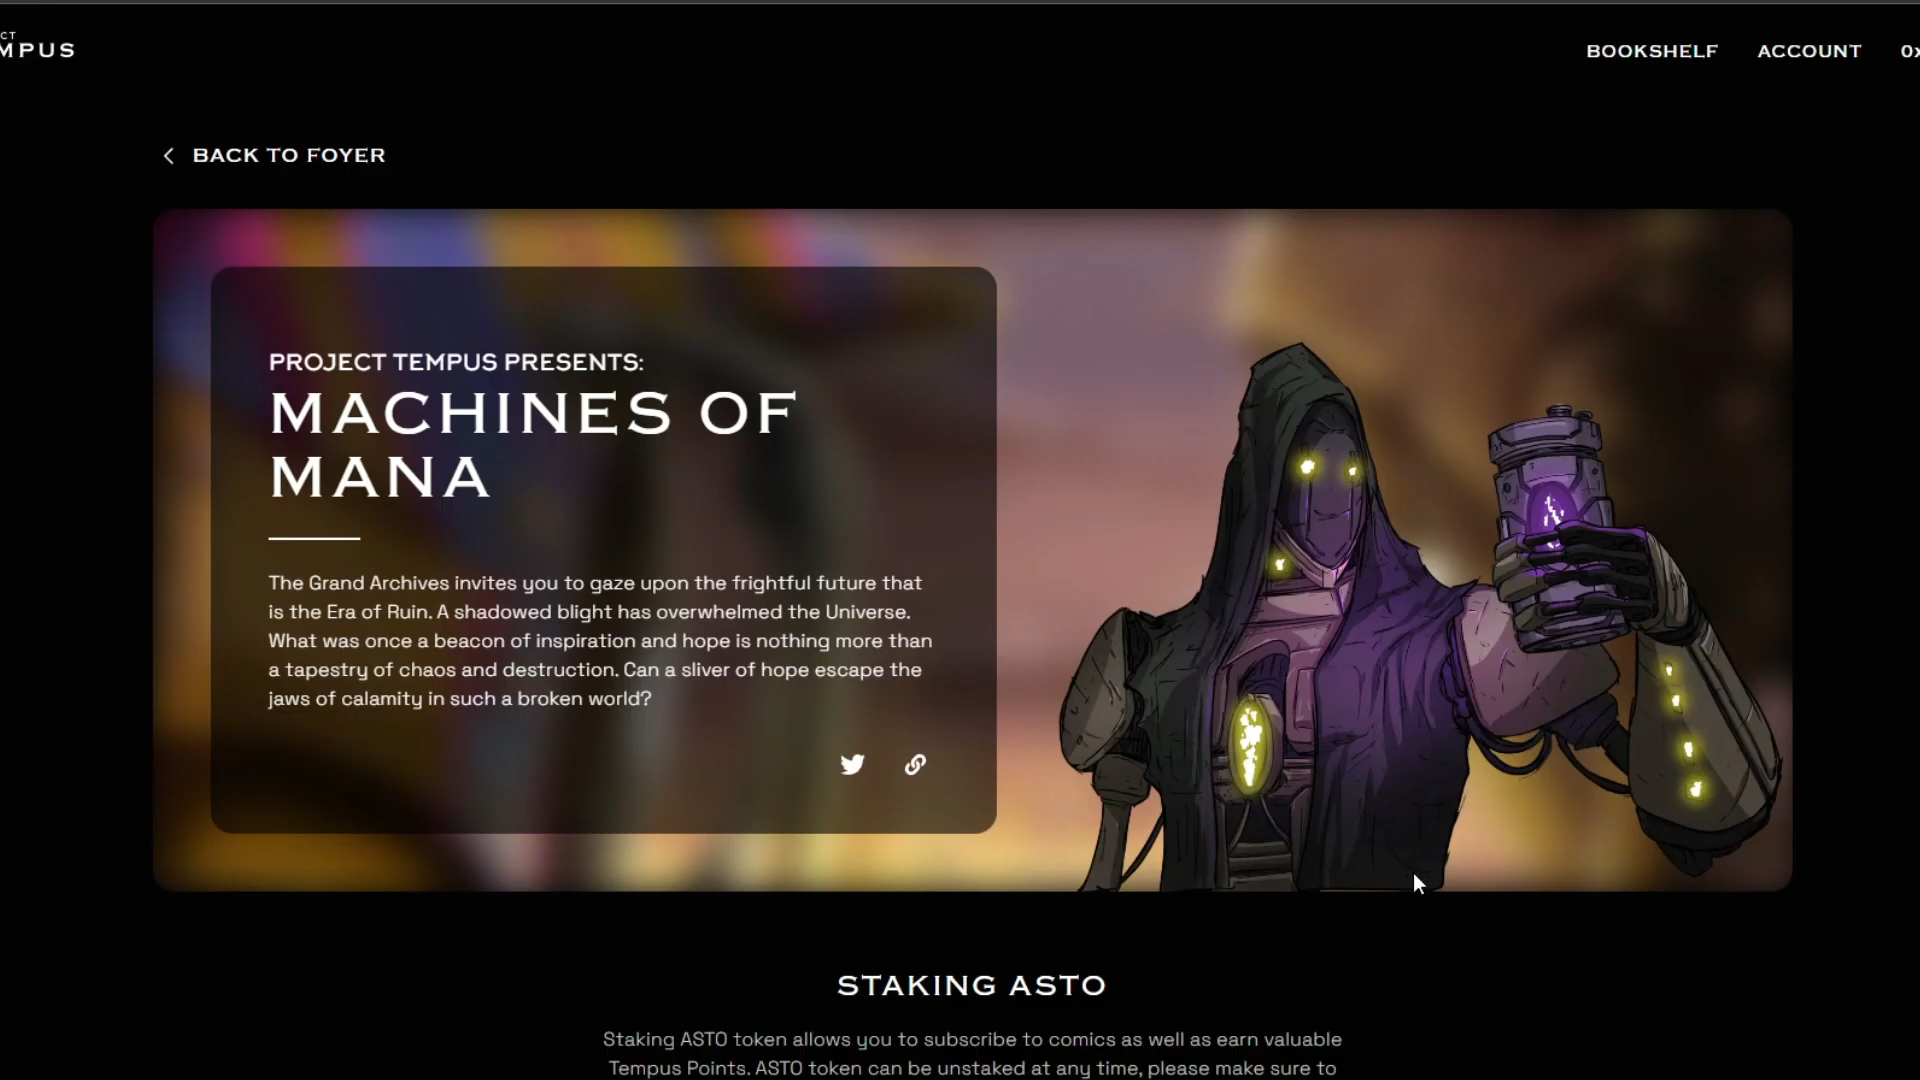 CT
MPUS
BOOKSHELF
ACCOUNT
0x
BACK TO FOYER
PROJECT TEMPUS PRESENTS:
MACHINES OF
MANA
The Grand Archives invites you to gaze upon the frightful future that
is the Era of Ruin. A shadowed blight has overwhelmed the Universe.
What was once a beacon of inspiration and hope is nothing more than
a tapestry of chaos and destruction. Can a sliver of hope escape the
jaws of calamity in such a broken world?
STAKING ASTO
Staking ASTO token allows you to subscribe to comics as well as earn valuable
Tempus Points. ASTO token can be unstaked at any time, please make sure to